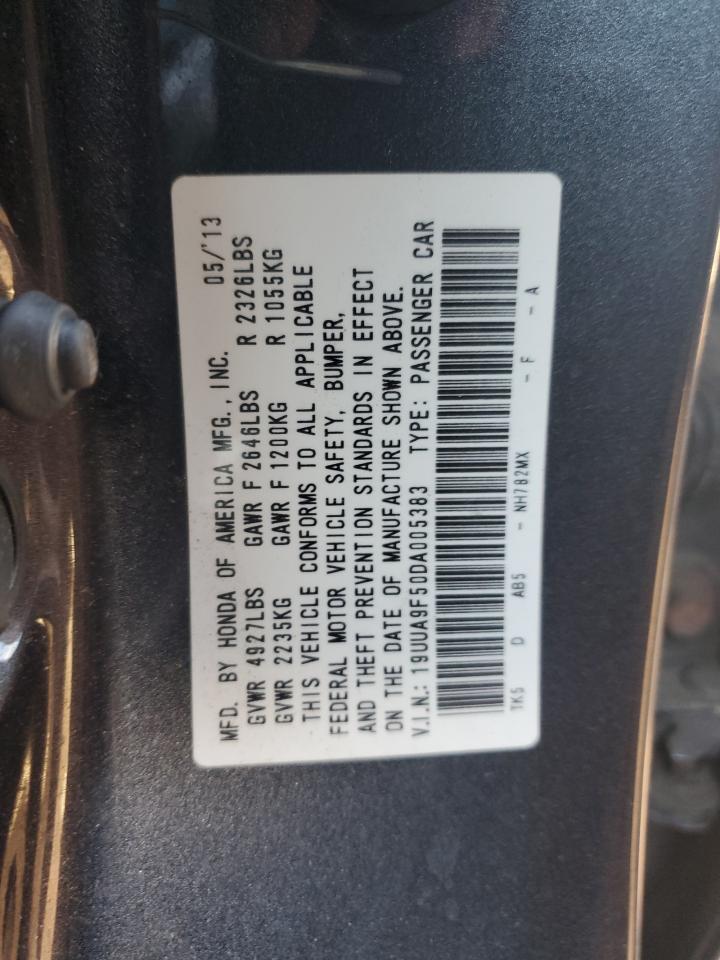 MFD. BY HONDA OF AMERICA MFG., INC. 05/'13
GVWR 4927LBS GAWR F 2646LBS R 2326LBS
GVWR 2235KG GAWR F 1200KG R 1055KG
THIS VEHICLE CONFORMS TO ALL APPLICABLE
FEDERAL MOTOR VEHICLE SAFETY, BUMPER,
AND THEFT PREVENTION STANDARDS IN EFFECT
ON THE DATE OF MANUFACTURE SHOWN ABOVE.
V.I.N.: 19UUA9F50DA005383 TYPE: PASSENGER CAR
TK5 D AB5 - NH782MX - F - A